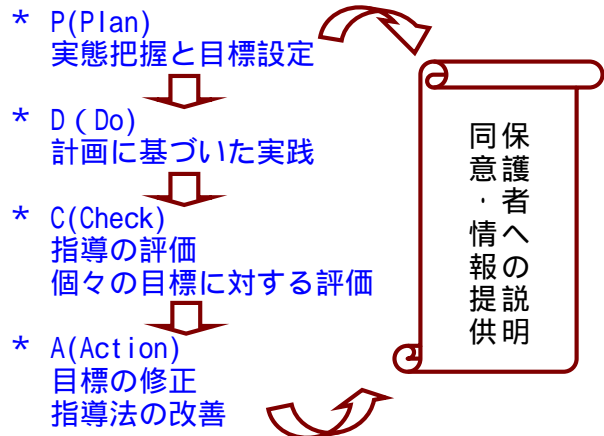 * P(Plan)
実態把握と目標設定
* D(Do)
計画に基づいた実践
* C(Check)
指導の評価
個々の目標に対する評価
* A(Action)
目標の修正
指導法の改善
保護者への説明
同意・情報提供